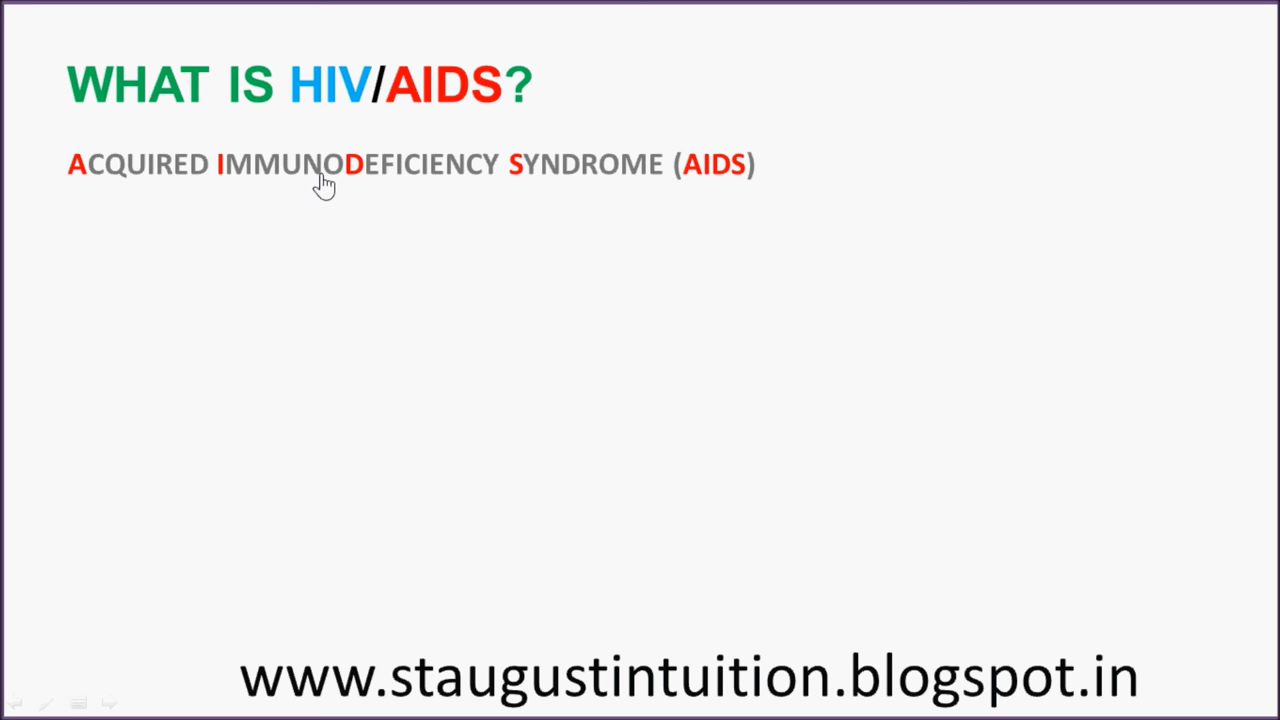 WHAT IS HIV/AIDS?
ACQUIRED IMMUNODEFICIENCY SYNDROME (AIDS)
www.staugustintuition.blogspot.in